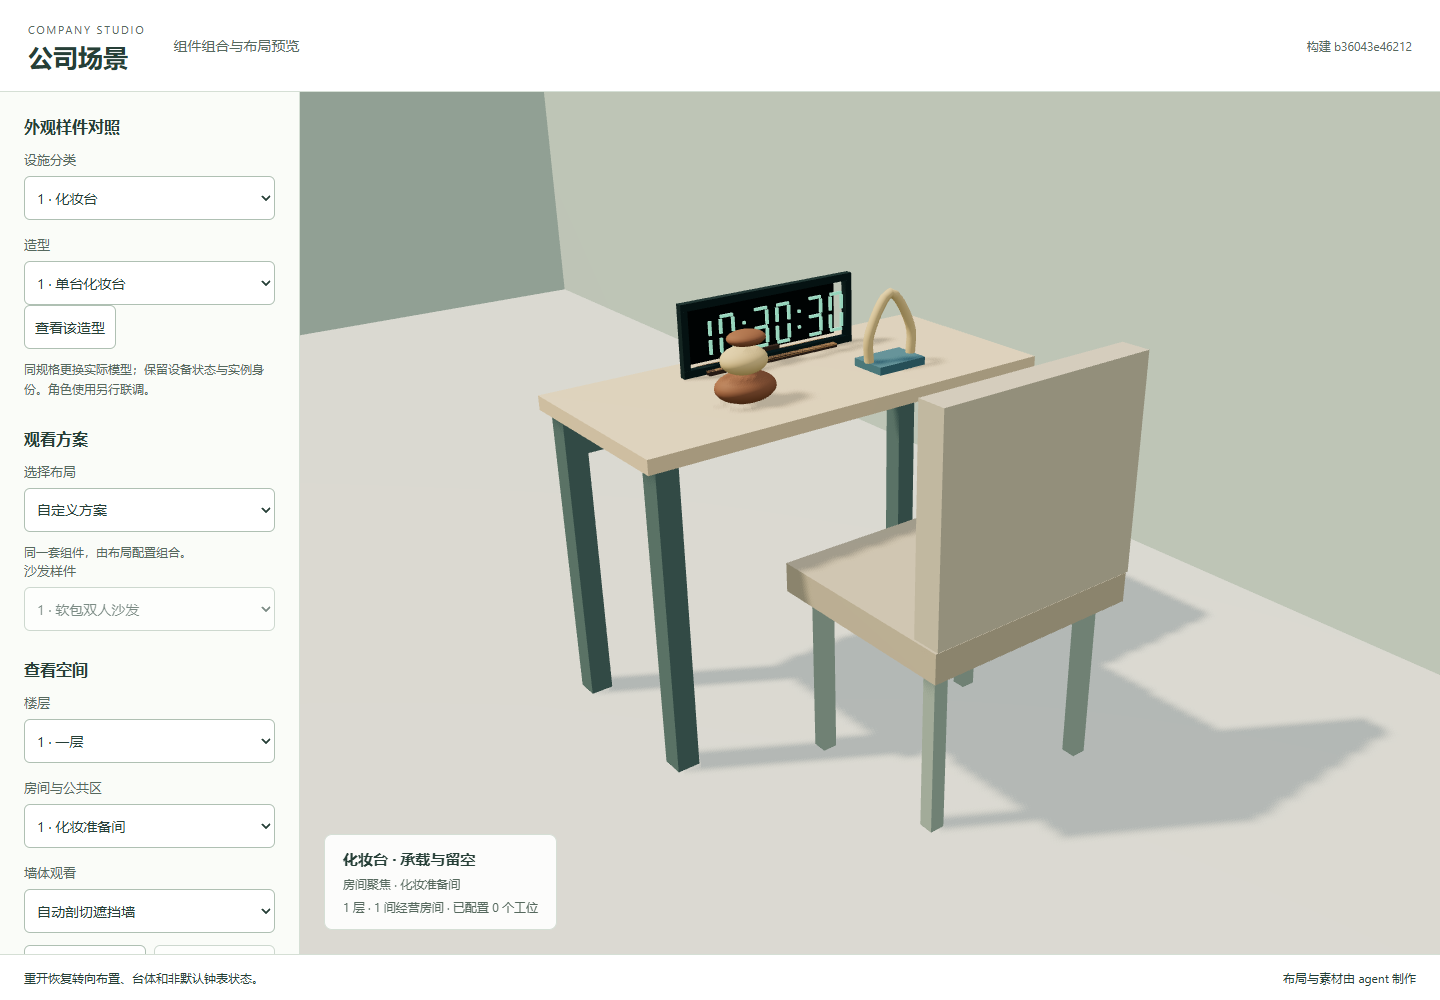 COMPANY STUDIO
公司场景
组件组合与布局预览
构建 b36043e46212
外观样件对照
设施分类
1 · 化妆台
造型
1 · 单台化妆台
查看该造型
同规格更换实际模型；保留设备状态与实例身
份。角色使用另行联调。
观看方案
选择布局
自定义方案
同一套组件，由布局配置组合。
沙发样件
1 · 软包双人沙发
查看空间
楼层
1 · 一层
房间与公共区
1 · 化妆准备间
墙体观看
自动剖切遮挡墙
10:30:30
化妆台 · 承载与留空
房间聚焦 · 化妆准备间
1 层 · 1 间经营房间 · 已配置 0 个工位
重开恢复转向布置、台体和非默认钟表状态。
布局与素材由 agent 制作